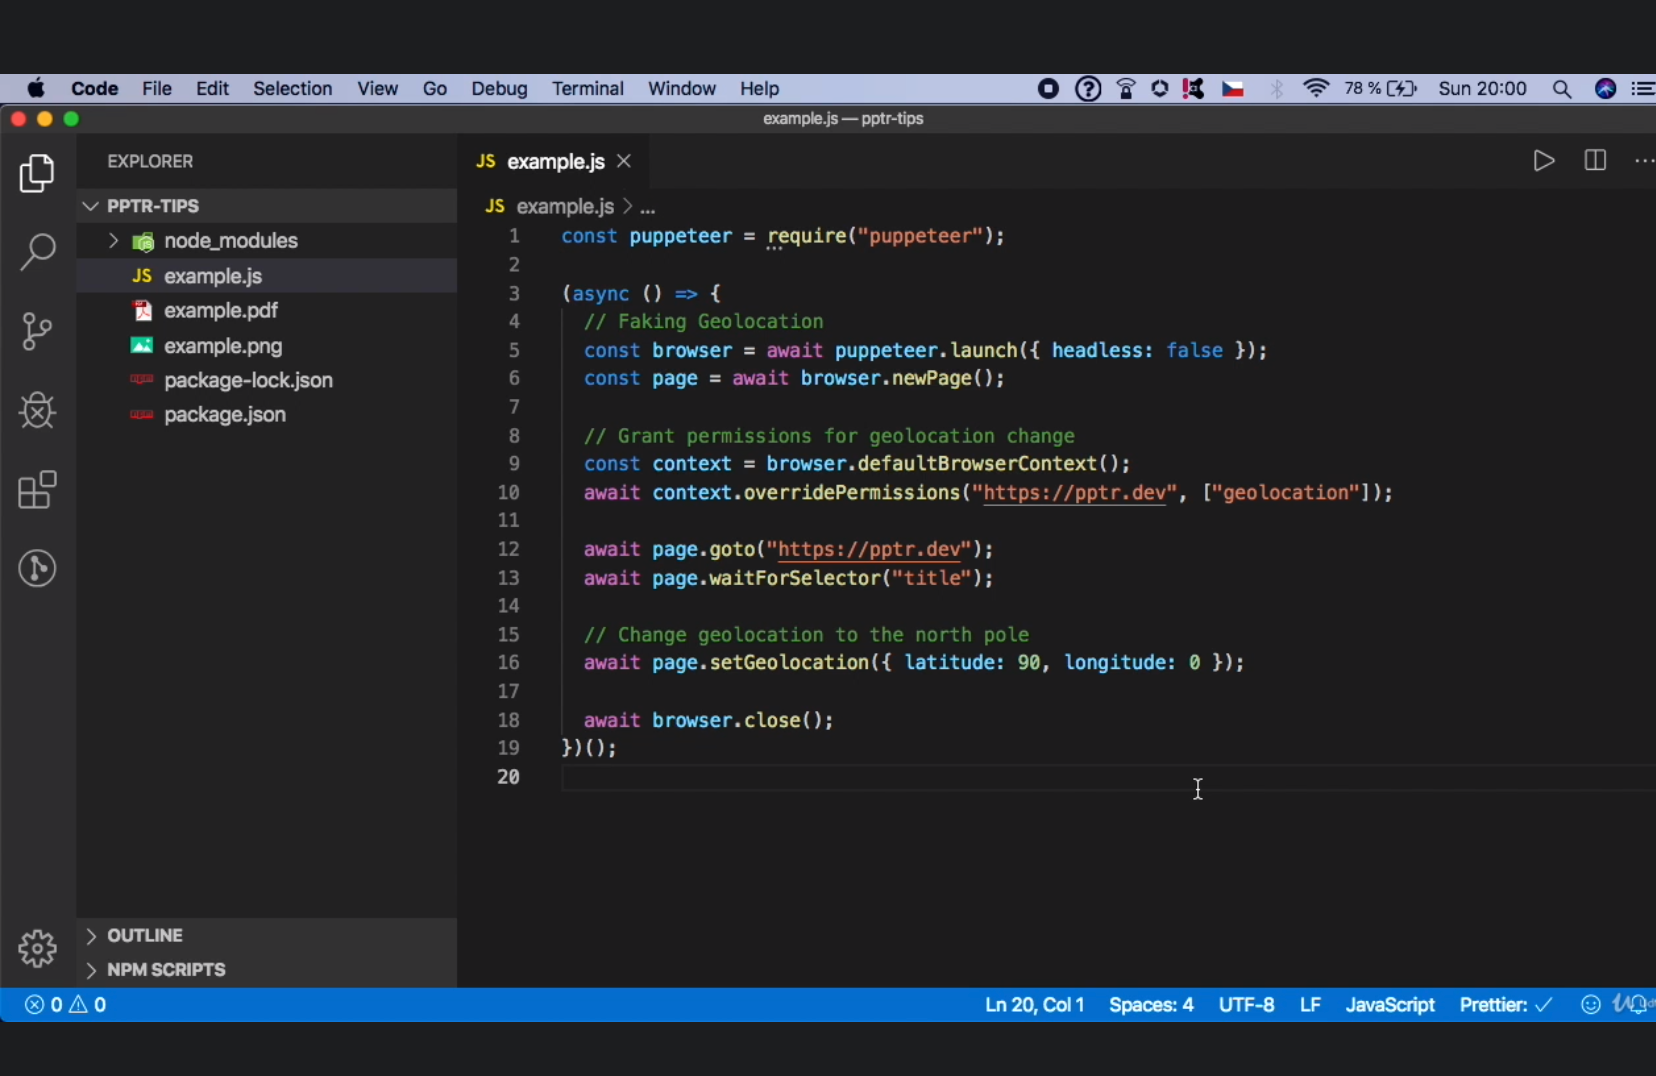 Code File Edit Selection View Go Debug Terminal Window Help 78 % Sun 20:00
example.js — pptr-tips
EXPLORER
PPTR-TIPS
node_modules
JS example.js
example.pdf
example.png
package-lock.json
package.json
OUTLINE
NPM SCRIPTS
JS example.js
JS example.js > ...
1 const puppeteer = require("puppeteer");
2
3 (async () => {
4 // Faking Geolocation
5 const browser = await puppeteer.launch({ headless: false });
6 const page = await browser.newPage();
7
8 // Grant permissions for geolocation change
9 const context = browser.defaultBrowserContext();
10 await context.overridePermissions("https://pptr.dev", ["geolocation"]);
11
12 await page.goto("https://pptr.dev");
13 await page.waitForSelector("title");
14
15 // Change geolocation to the north pole
16 await page.setGeolocation({ latitude: 90, longitude: 0 });
17
18 await browser.close();
19 })();
20
0 0 Ln 20, Col 1 Spaces: 4 UTF-8 LF JavaScript Prettier: ✓